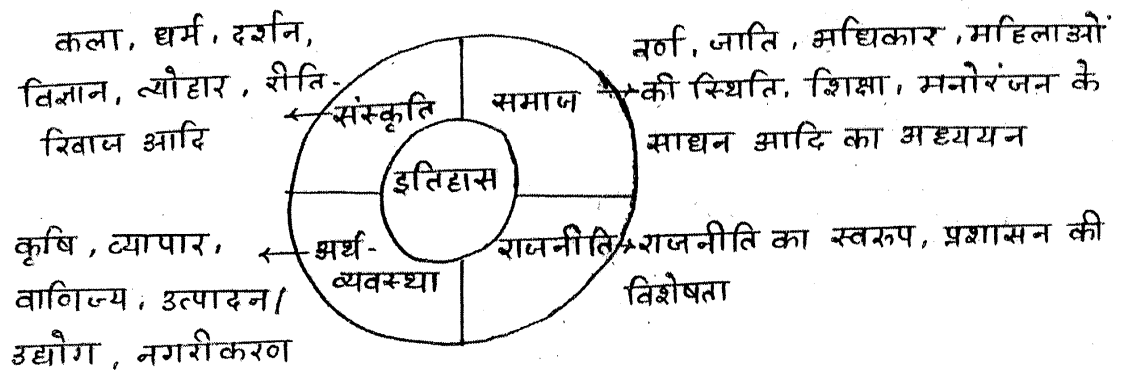 कला, धर्म, दर्शन,
विज्ञान, त्योहार, रीति-
रिवाज आदि
संस्कृति
समाज
वर्ण, जाति, अधिकार, महिलाओं
की स्थिति, शिक्षा, मनोरंजन के
साधन आदि का अध्ययन
इतिहास
कृषि, व्यापार,
वाणिज्य, उत्पादन/
उद्योग, नगरीकरण
अर्थ-
व्यवस्था
राजनीति
राजनीति का स्वरूप, प्रशासन की
विशेषता